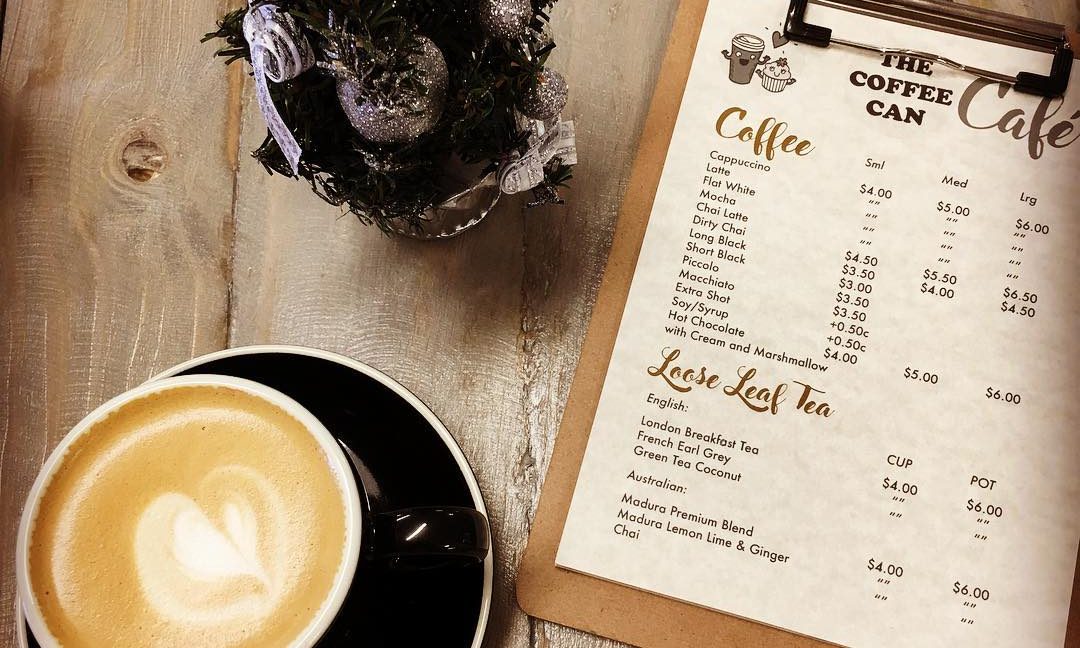 THE
COFFEE
CAN
Café
Coffee
Sml Med Lrg
Cappuccino $4.00 $5.00 $6.00
Latte "" "" ""
Flat White "" "" ""
Mocha "" "" ""
Chai Latte "" "" ""
Dirty Chai $4.50 $5.50 $6.50
Long Black $3.50 $4.00 $4.50
Short Black $3.00
Piccolo $3.50
Macchiato $3.50
Extra Shot +0.50c
Soy/Syrup +0.50c
Hot Chocolate $4.00 $5.00 $6.00
with Cream and Marshmallow
Loose Leaf Tea
English: CUP POT
London Breakfast Tea $4.00 $6.00
French Earl Grey "" ""
Green Tea Coconut "" ""
Australian:
Madura Premium Blend $4.00 $6.00
Madura Lemon Lime & Ginger "" ""
Chai "" ""